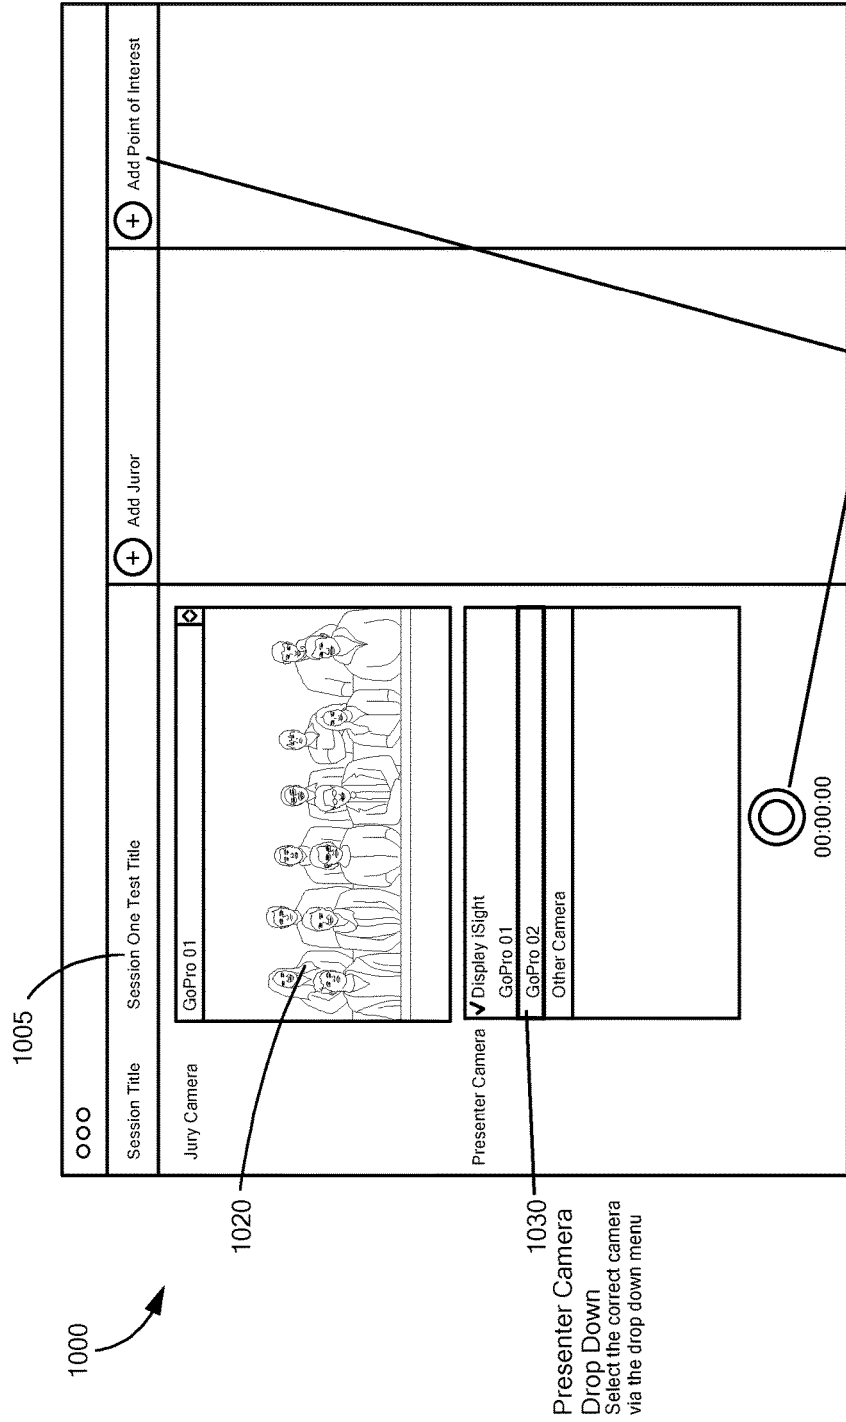 1000
1005
Session Title
Session One Test Title
Add Juror
Add Point of Interest
1020
Jury Camera
GoPro 01
1030
Presenter Camera
Drop Down
Select the correct camera
via the drop down menu
Presenter Camera
✓ Display iSight
GoPro 01
GoPro 02
Other Camera
00:00:00